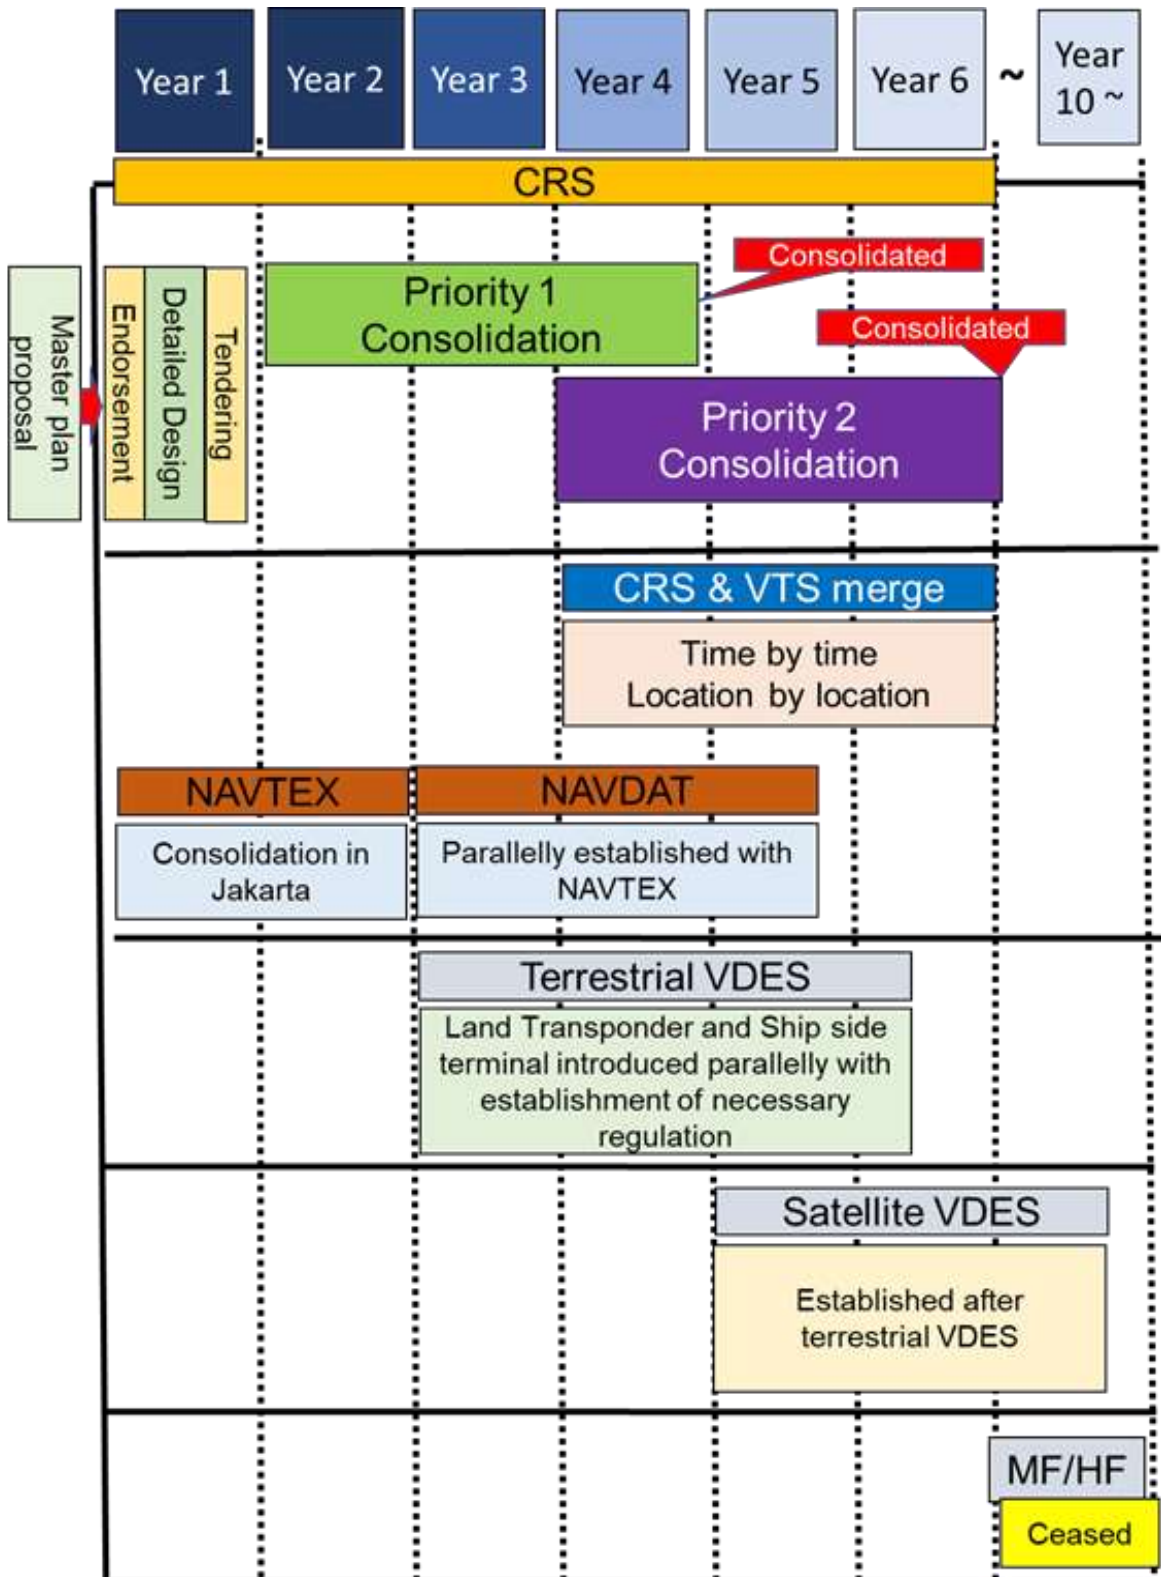 Year 1
Year 2
Year 3
Year 4
Year 5
Year 6
~
Year
10 ~
CRS
Master plan
proposal
Endorsement
Detailed Design
Tendering
Priority 1
Consolidation
Consolidated
Consolidated
Priority 2
Consolidation
CRS & VTS merge
Time by time
Location by location
NAVTEX
NAVDAT
Consolidation in
Jakarta
Parallelly established with
NAVTEX
Terrestrial VDES
Land Transponder and Ship side
terminal introduced parallelly with
establishment of necessary
regulation
Satellite VDES
Established after
terrestrial VDES
MF/HF
Ceased